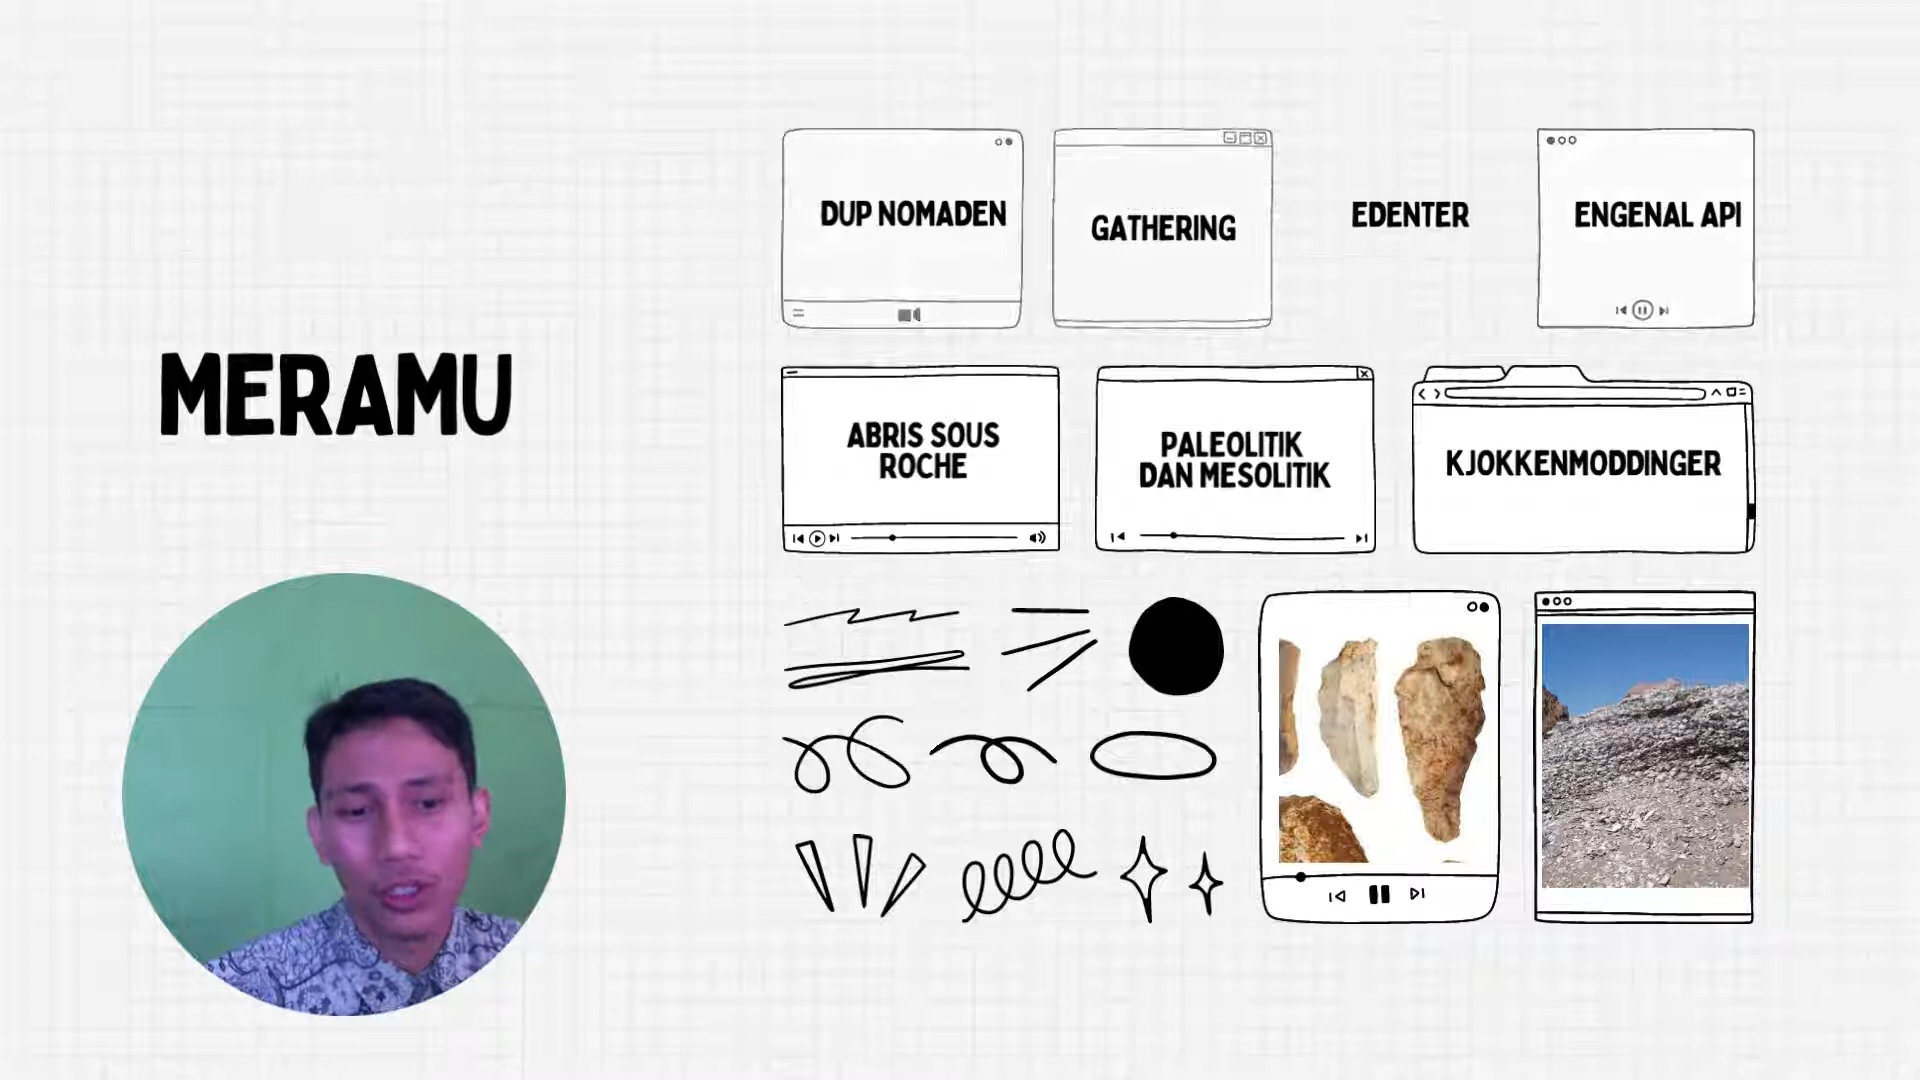 DUP NOMADEN
GATHERING
EDENTER
ENGENAL API
MERAMU
ABRIS SOUS
ROCHE
PALEOLITIK
DAN MESOLITIK
KJOKKENMODDINGER